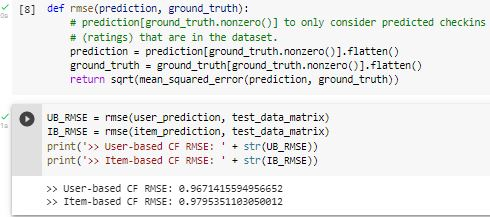 [8] def rmse(prediction, ground_truth):
0s
# prediction[ground_truth.nonzero()] to only consider predicted checkins
# (ratings) that are in the dataset.
prediction = prediction[ground_truth.nonzero()].flatten()
ground_truth = ground_truth[ground_truth.nonzero()].flatten()
return sqrt(mean_squared_error(prediction, ground_truth))
UB_RMSE = rmse(user_prediction, test_data_matrix)
1s
IB_RMSE = rmse(item_prediction, test_data_matrix)
print('>> User-based CF RMSE: ' + str(UB_RMSE))
print('>> Item-based CF RMSE: ' + str(IB_RMSE))
>> User-based CF RMSE: 0.9671415594956652
>> Item-based CF RMSE: 0.9795351103050012